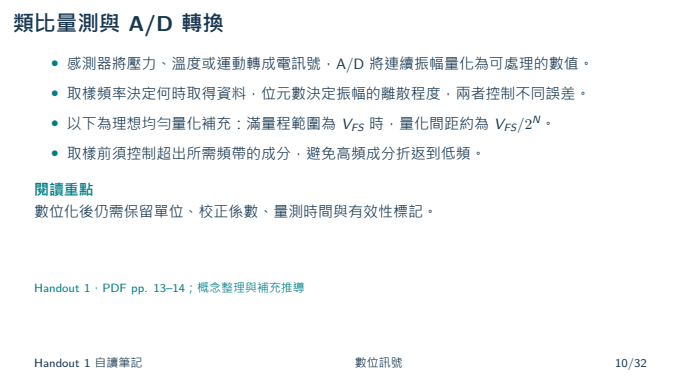 類比量測與 A/D 轉換
• 感測器將壓力、溫度或運動轉成電訊號，A/D 將連續振幅量化為可處理的數值。
• 取樣頻率決定何時取得資料，位元數決定振幅的離散程度，兩者控制不同誤差。
• 以下為理想均勻量化補充：滿量程範圍為 V_FS 時，量化間距約為 V_FS/2^N。
• 取樣前須控制超出所需頻帶的成分，避免高頻成分折返到低頻。
閱讀重點
數位化後仍需保留單位、校正係數、量測時間與有效性標記。
Handout 1，PDF pp. 13–14；概念整理與補充推導
Handout 1 自讀筆記 數位訊號 10/32